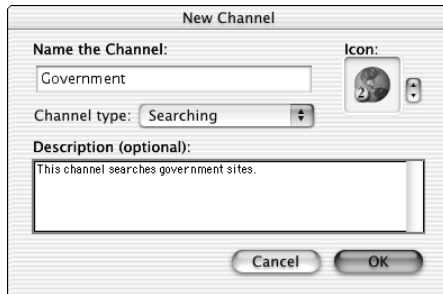 New Channel
Name the Channel:
Icon:
Government
2
Channel type: Searching
Description (optional):
This channel searches government sites.
Cancel
OK